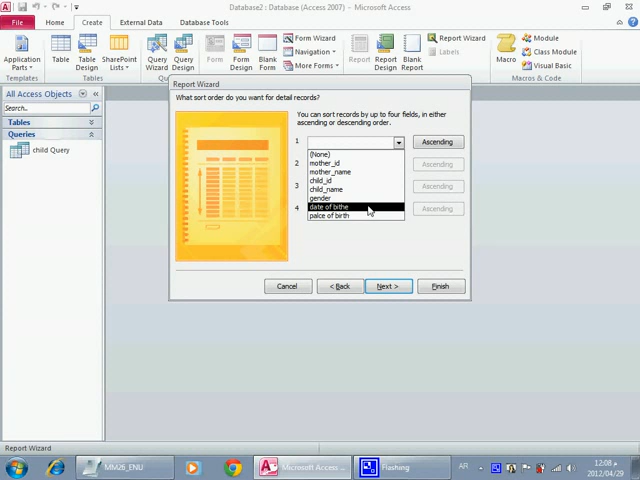 Database2 : Database (Access 2007) - Microsoft Access
File Home Create External Data Database Tools
Application Parts
Table
Table Design
SharePoint Lists
Query Wizard
Query Design
Form
Form Design
Blank Form
Form Wizard
Navigation
More Forms
Report
Report Design
Blank Report
Report Wizard
Labels
Macro
Module
Class Module
Visual Basic
Templates
Tables
Macros & Code
All Access Objects
Search...
Tables
Queries
child Query
Report Wizard
What sort order do you want for detail records?
You can sort records by up to four fields, in either
ascending or descending order.
1 Ascending
(None)
2 mother_id Ascending
mother_name
child_id
3 child_name Ascending
gender
4 date of bithe Ascending
palce of birth
Cancel < Back Next > Finish
Report Wizard
MM26_ENU
Microsoft Access ...
Flashing
AR
12:08 م
2012/04/29